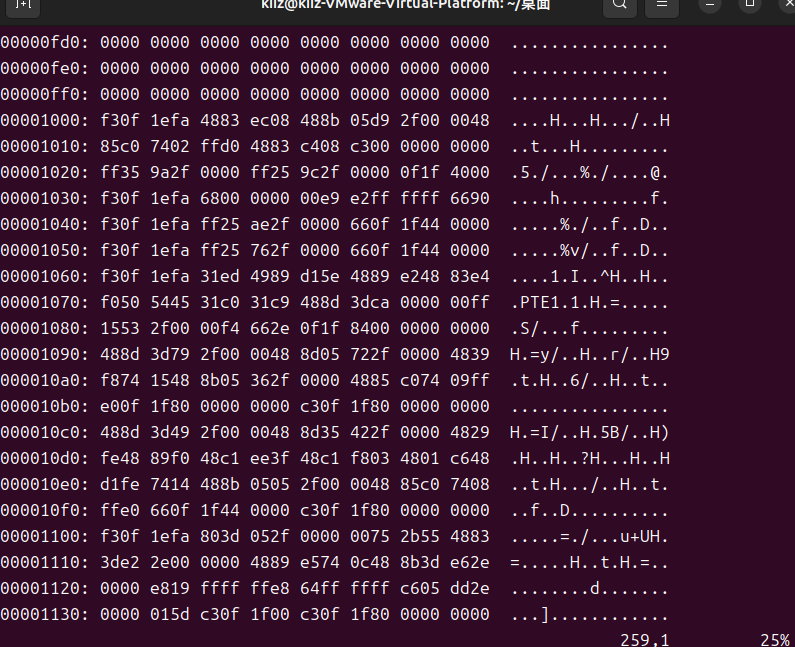 kllz@kllz-VMware-Virtual-Platform: ~/桌面
00000fd0: 0000 0000 0000 0000 0000 0000 0000 0000  ................
00000fe0: 0000 0000 0000 0000 0000 0000 0000 0000  ................
00000ff0: 0000 0000 0000 0000 0000 0000 0000 0000  ................
00001000: f30f 1efa 4883 ec08 488b 05d9 2f00 0048  ....H...H.../..H
00001010: 85c0 7402 ffd0 4883 c408 c300 0000 0000  ..t...H.........
00001020: ff35 9a2f 0000 ff25 9c2f 0000 0f1f 4000  .5./...%./....@.
00001030: f30f 1efa 6800 0000 00e9 e2ff ffff 6690  ....h.........f.
00001040: f30f 1efa ff25 ae2f 0000 660f 1f44 0000  .....%./..f..D..
00001050: f30f 1efa ff25 762f 0000 660f 1f44 0000  .....%v/..f..D..
00001060: f30f 1efa 31ed 4989 d15e 4889 e248 83e4  ....1.I..^H..H..
00001070: f050 5445 31c0 31c9 488d 3dca 0000 00ff  .PTE1.1.H.=.....
00001080: 1553 2f00 00f4 662e 0f1f 8400 0000 0000  .S/...f.........
00001090: 488d 3d79 2f00 0048 8d05 722f 0000 4839  H.=y/..H..r/..H9
000010a0: f874 1548 8b05 362f 0000 4885 c074 09ff  .t.H..6/..H..t..
000010b0: e00f 1f80 0000 0000 c30f 1f80 0000 0000  ................
000010c0: 488d 3d49 2f00 0048 8d35 422f 0000 4829  H.=I/..H.5B/..H)
000010d0: fe48 89f0 48c1 ee3f 48c1 f803 4801 c648  .H..H..?H...H..H
000010e0: d1fe 7414 488b 0505 2f00 0048 85c0 7408  ..t.H.../..H..t.
000010f0: ffe0 660f 1f44 0000 c30f 1f80 0000 0000  ..f..D..........
00001100: f30f 1efa 803d 052f 0000 0075 2b55 4883  .....=./...u+UH.
00001110: 3de2 2e00 0000 4889 e574 0c48 8b3d e62e  =.....H..t.H.=..
00001120: 0000 e819 ffff ffe8 64ff ffff c605 dd2e  ........d.......
00001130: 0000 015d c30f 1f00 c30f 1f80 0000 0000  ...]............
259,1 25%